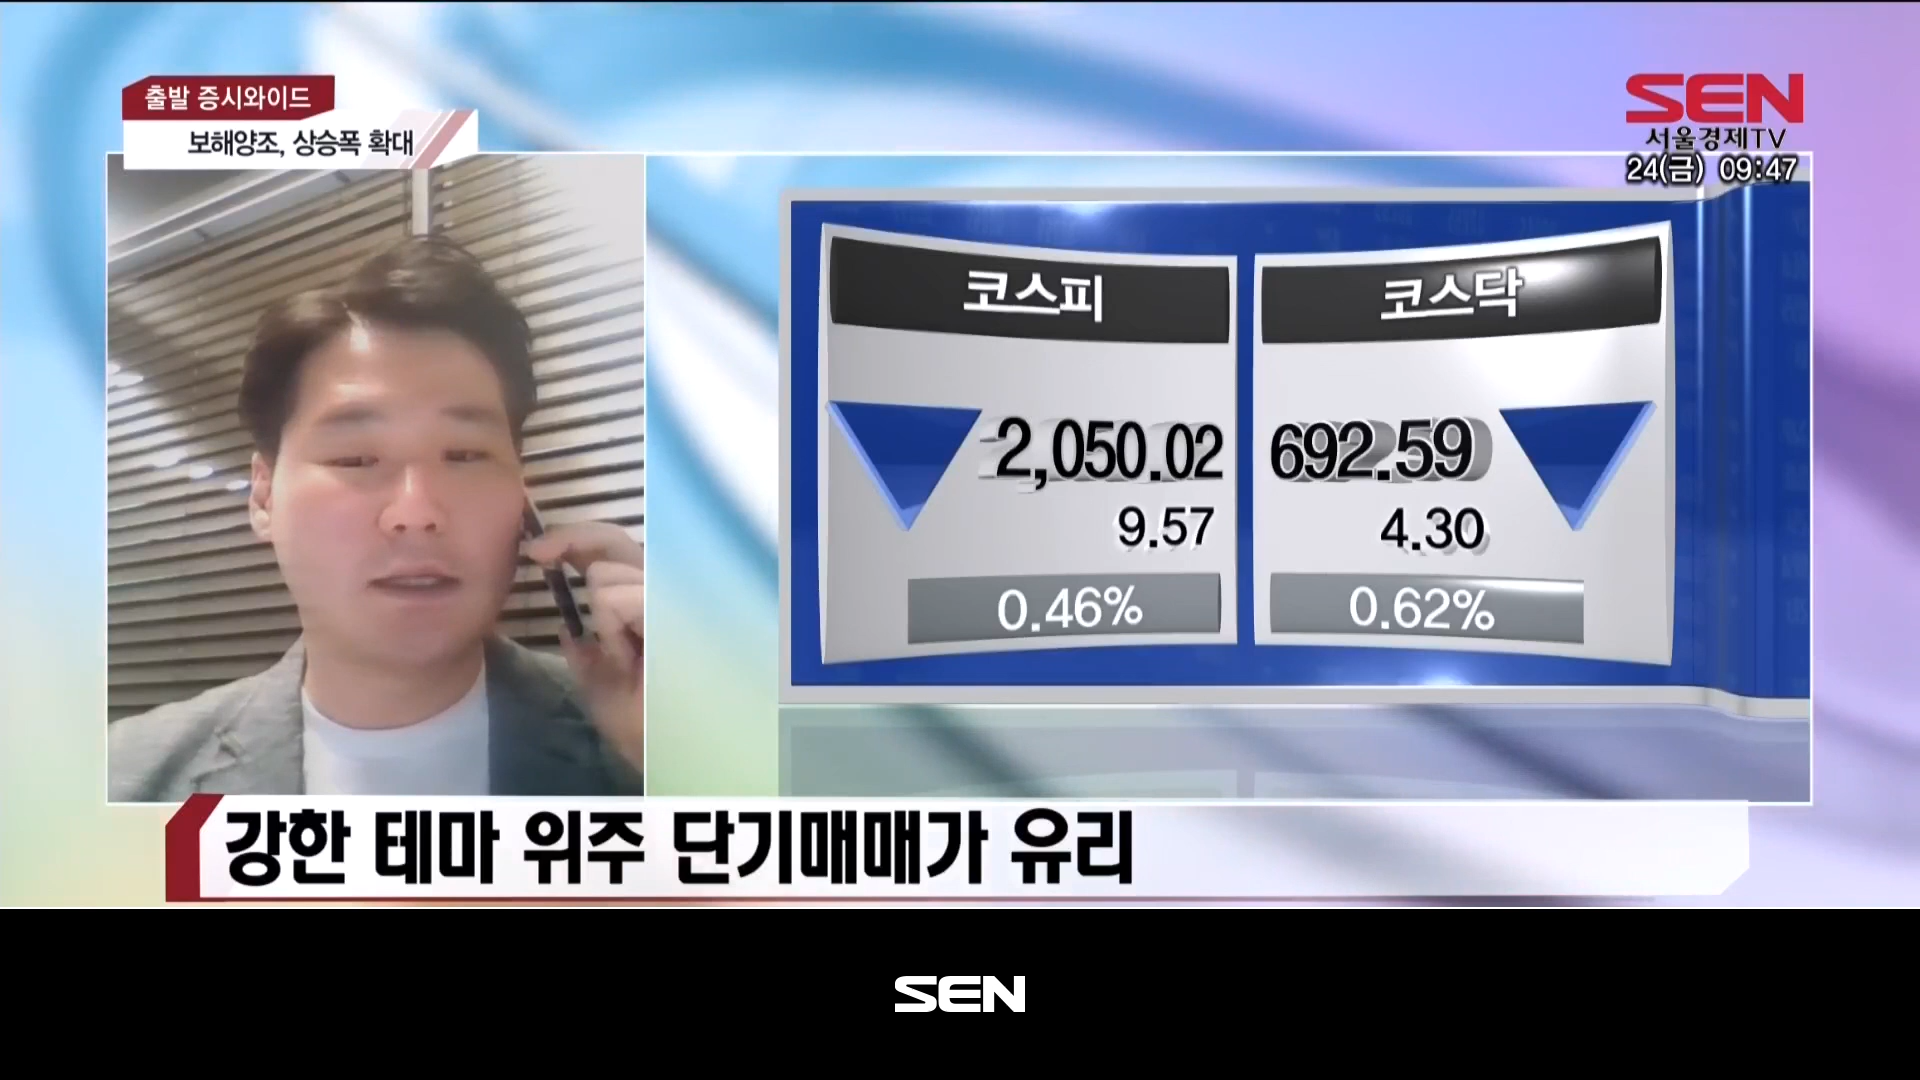 출발 증시와이드
보해양조, 상승폭 확대
SEN
서울경제TV
24(금) 09:47
코스피
2,050.02
9.57
0.46%
코스닥
692.59
4.30
0.62%
강한 테마 위주 단기매매가 유리
SEN